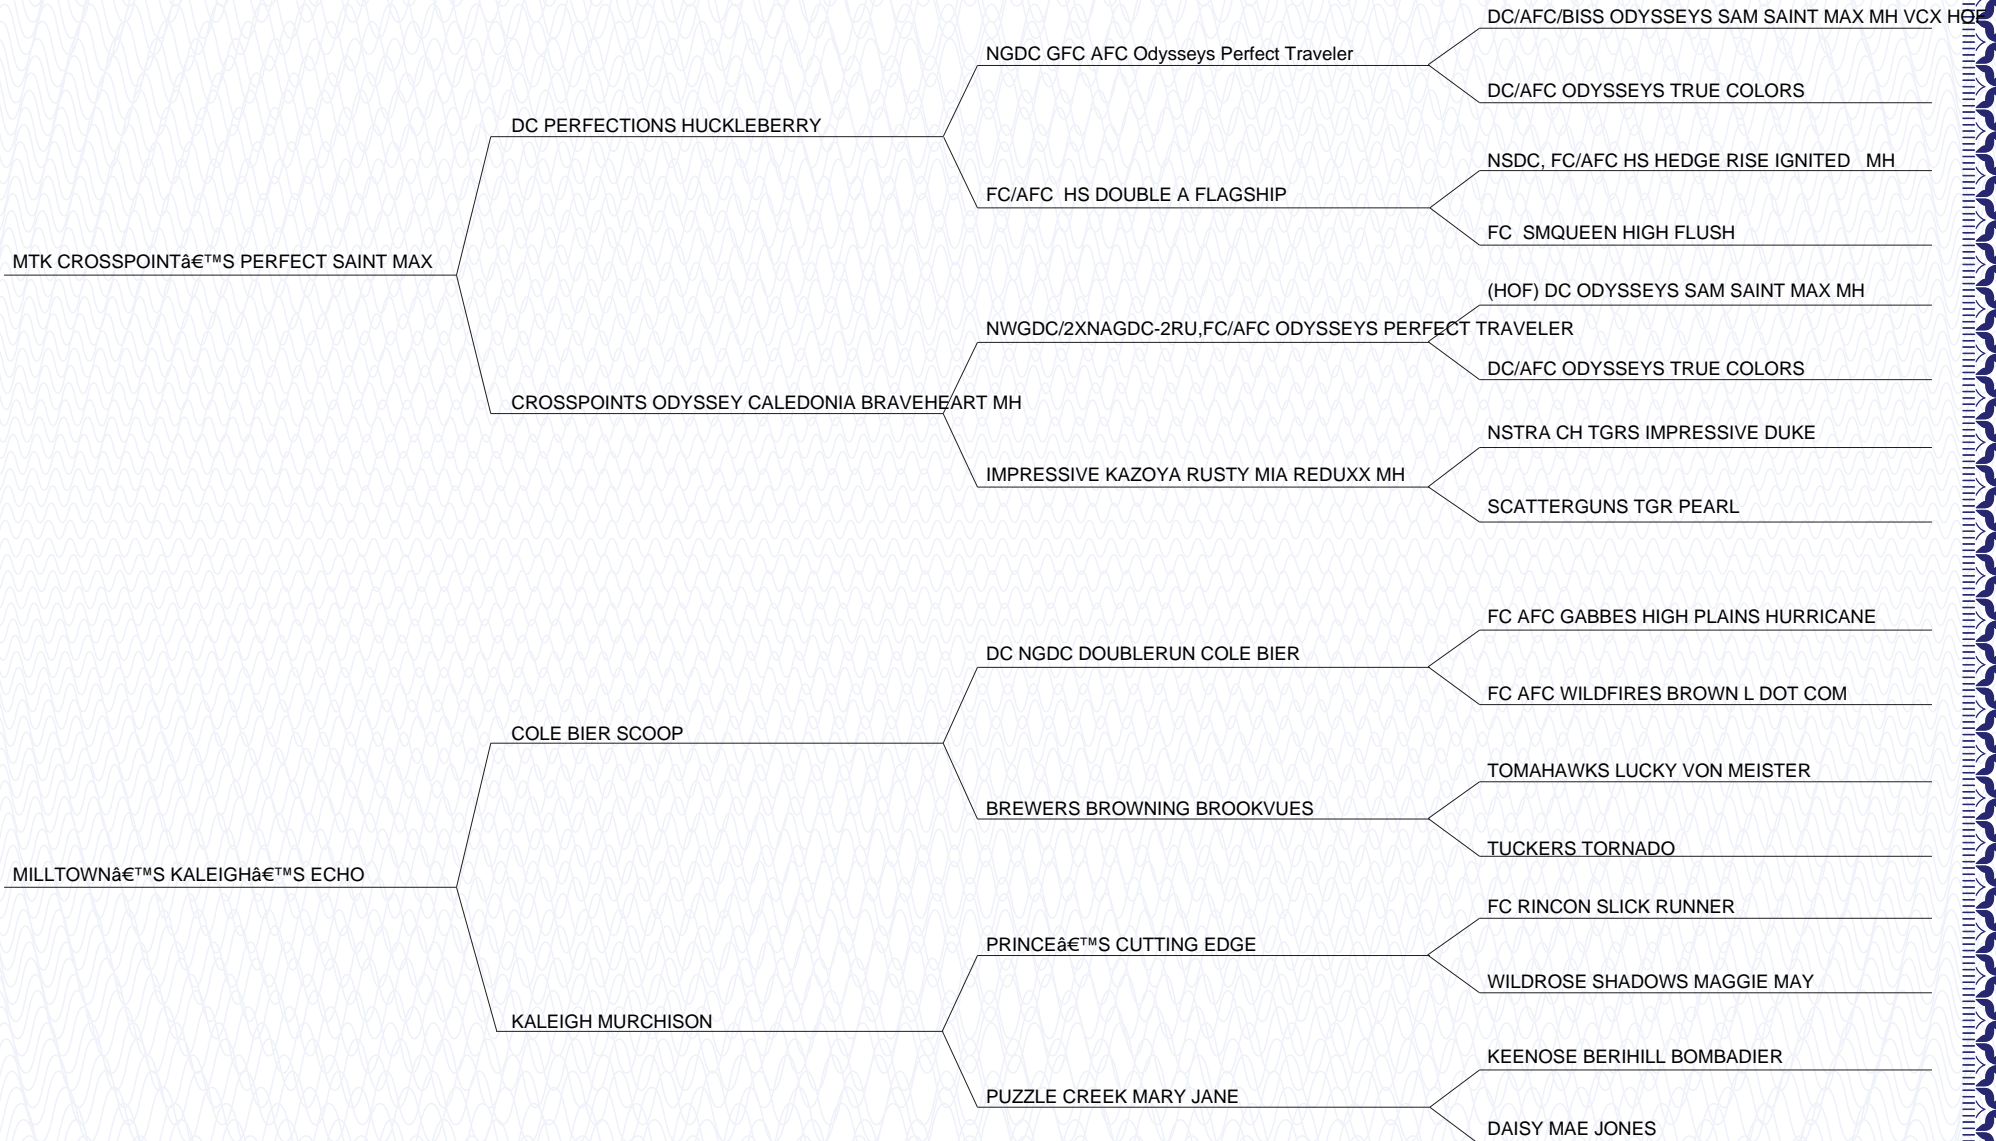 DC/AFC/BISS ODYSSEYS SAM SAINT MAX MH VCX HOF
NGDC GFC AFC Odysseys Perfect Traveler
DC/AFC ODYSSEYS TRUE COLORS
DC PERFECTIONS HUCKLEBERRY
NSDC, FC/AFC HS HEDGE RISE IGNITED   MH
FC/AFC  HS DOUBLE A FLAGSHIP
FC  SMQUEEN HIGH FLUSH
MTK CROSSPOINTâ€™S PERFECT SAINT MAX
(HOF) DC ODYSSEYS SAM SAINT MAX MH
NWGDC/2XNAGDC-2RU,FC/AFC ODYSSEYS PERFECT TRAVELER
DC/AFC ODYSSEYS TRUE COLORS
CROSSPOINTS ODYSSEY CALEDONIA BRAVEHEART MH
NSTRA CH TGRS IMPRESSIVE DUKE
IMPRESSIVE KAZOYA RUSTY MIA REDUXX MH
SCATTERGUNS TGR PEARL
FC AFC GABBES HIGH PLAINS HURRICANE
DC NGDC DOUBLERUN COLE BIER
FC AFC WILDFIRES BROWN L DOT COM
COLE BIER SCOOP
TOMAHAWKS LUCKY VON MEISTER
BREWERS BROWNING BROOKVUES
TUCKERS TORNADO
MILLTOWNâ€™S KALEIGHâ€™S ECHO
FC RINCON SLICK RUNNER
PRINCEâ€™S CUTTING EDGE
WILDROSE SHADOWS MAGGIE MAY
KALEIGH MURCHISON
KEENOSE BERIHILL BOMBADIER
PUZZLE CREEK MARY JANE
DAISY MAE JONES